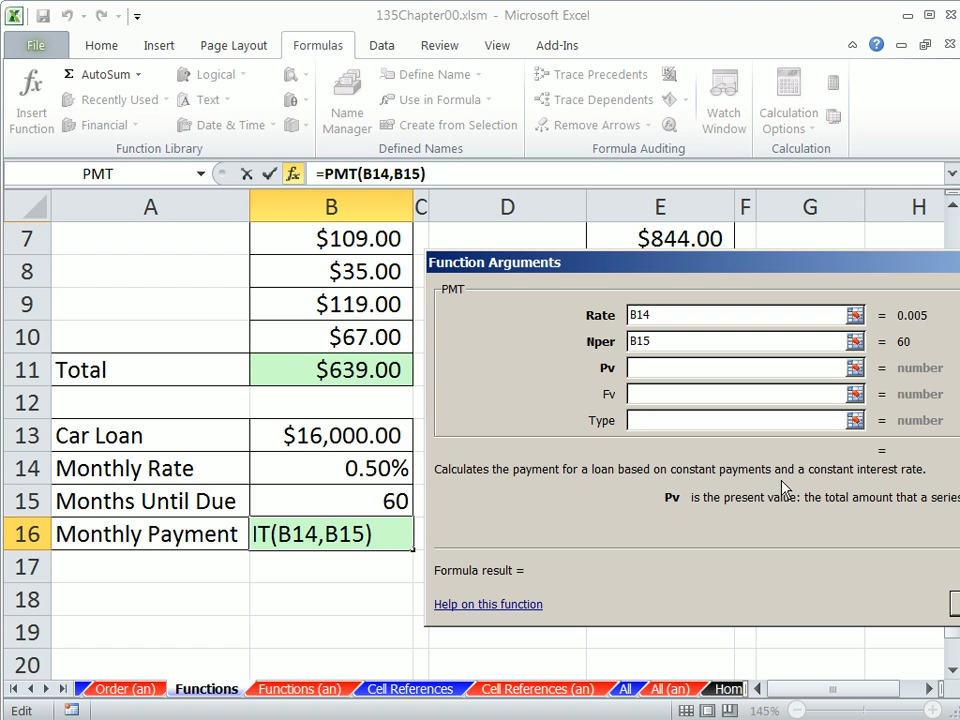 135Chapter00.xlsm - Microsoft Excel
File Home Insert Page Layout Formulas Data Review View Add-Ins
fx Σ AutoSum Logical Define Name Trace Precedents
Recently Used Text Use in Formula Trace Dependents
Insert Function Financial Date & Time Name Manager Create from Selection Remove Arrows Watch Window Calculation Options
Function Library Defined Names Formula Auditing Calculation
PMT fx =PMT(B14,B15)
A B C D E F G H
7 $109.00 $844.00
8 $35.00
9 $119.00
10 $67.00
11 Total $639.00
12
13 Car Loan $16,000.00
14 Monthly Rate 0.50%
15 Months Until Due 60
16 Monthly Payment IT(B14,B15)
17
18
19
20
Function Arguments
PMT
Rate B14 = 0.005
Nper B15 = 60
Pv = number
Fv = number
Type = number
=
Calculates the payment for a loan based on constant payments and a constant interest rate.
Pv is the present value: the total amount that a series
Formula result =
Help on this function
Order (an) Functions Functions (an) Cell References Cell References (an) All All (an) Hom
Edit 145%